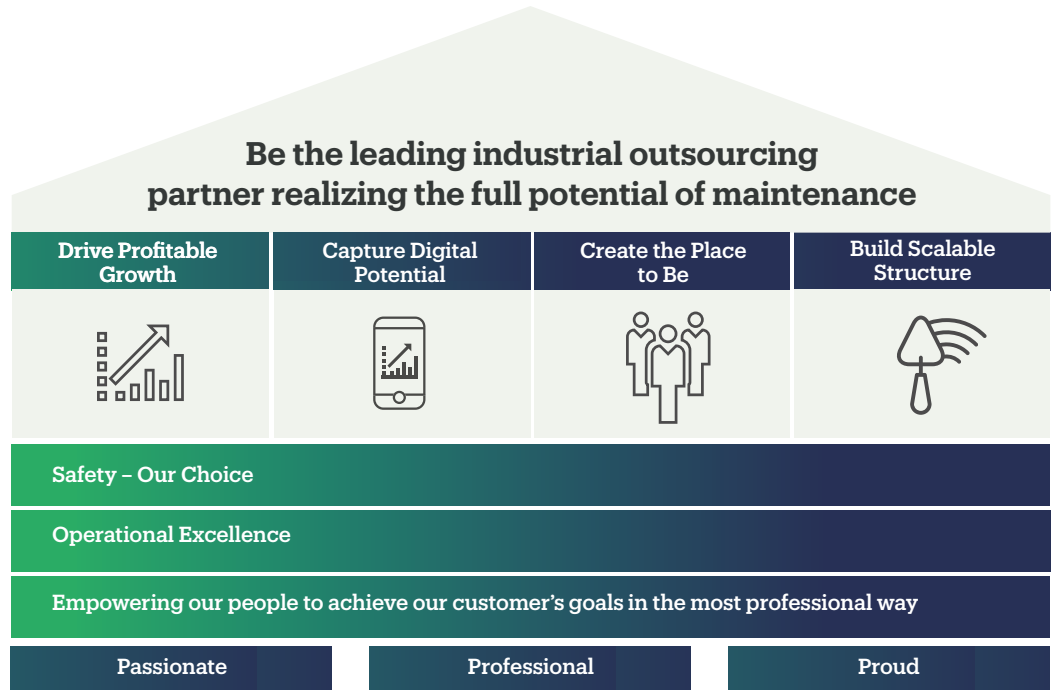 Be the leading industrial outsourcing
partner realizing the full potential of maintenance
Drive Profitable
Growth
Capture Digital
Potential
Create the Place
to Be
Build Scalable
Structure
Safety – Our Choice
Operational Excellence
Empowering our people to achieve our customer’s goals in the most professional way
Passionate
Professional
Proud